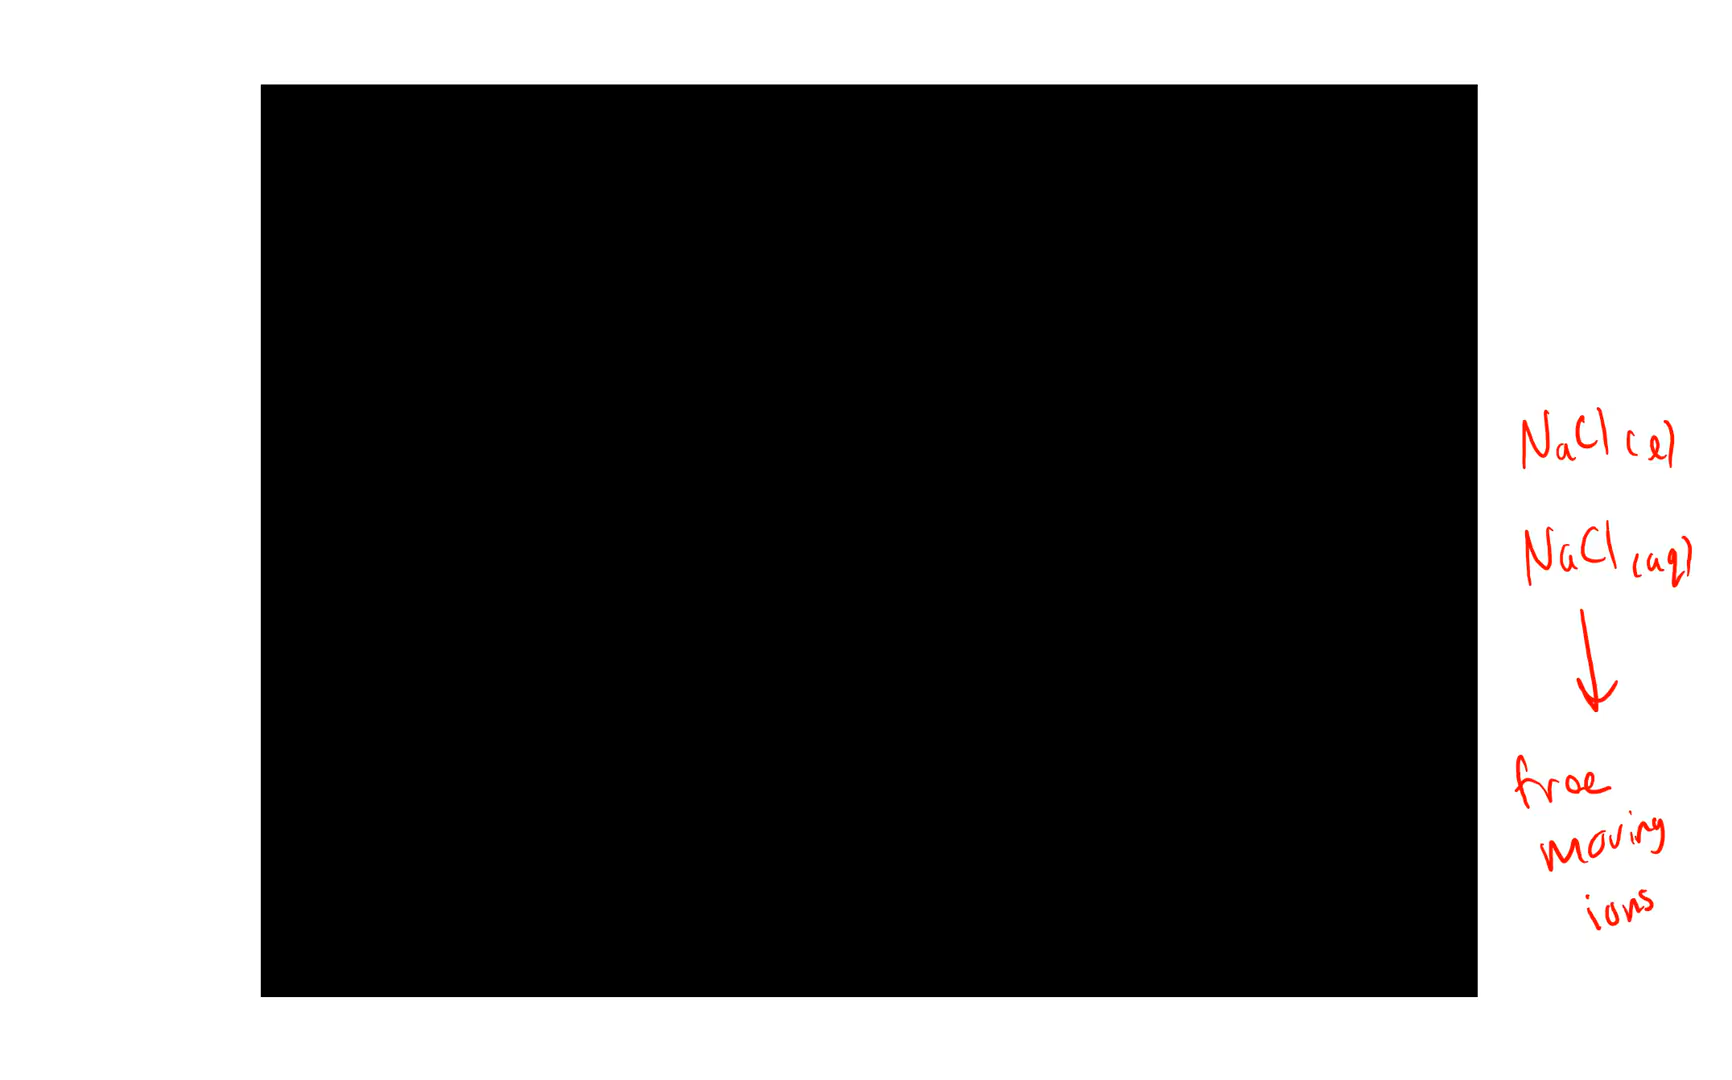 NaCl (l)
NaCl (aq)
free
moving
ions